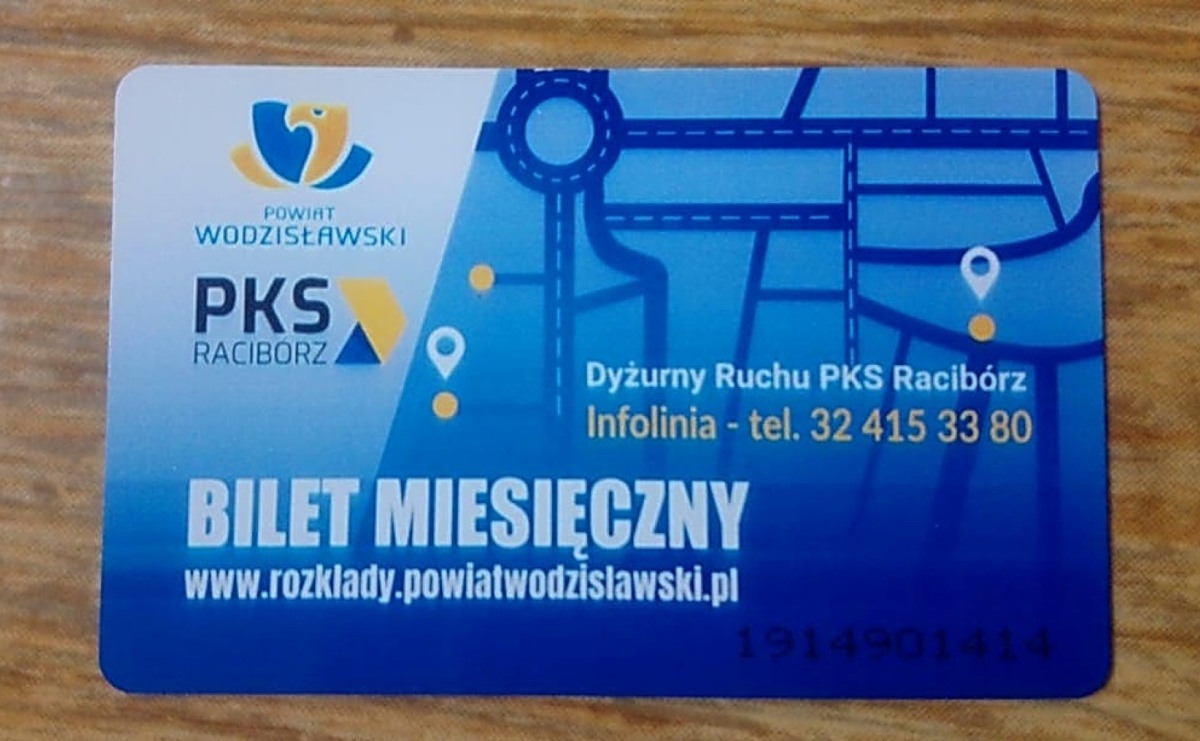 POWIAT
WODZISŁAWSKI
PKS
RACIBÓRZ
Dyżurny Ruchu PKS Racibórz
Infolinia - tel. 32 415 33 80
BILET MIESIĘCZNY
www.rozklady.powiatwodzislawski.pl
1914901414